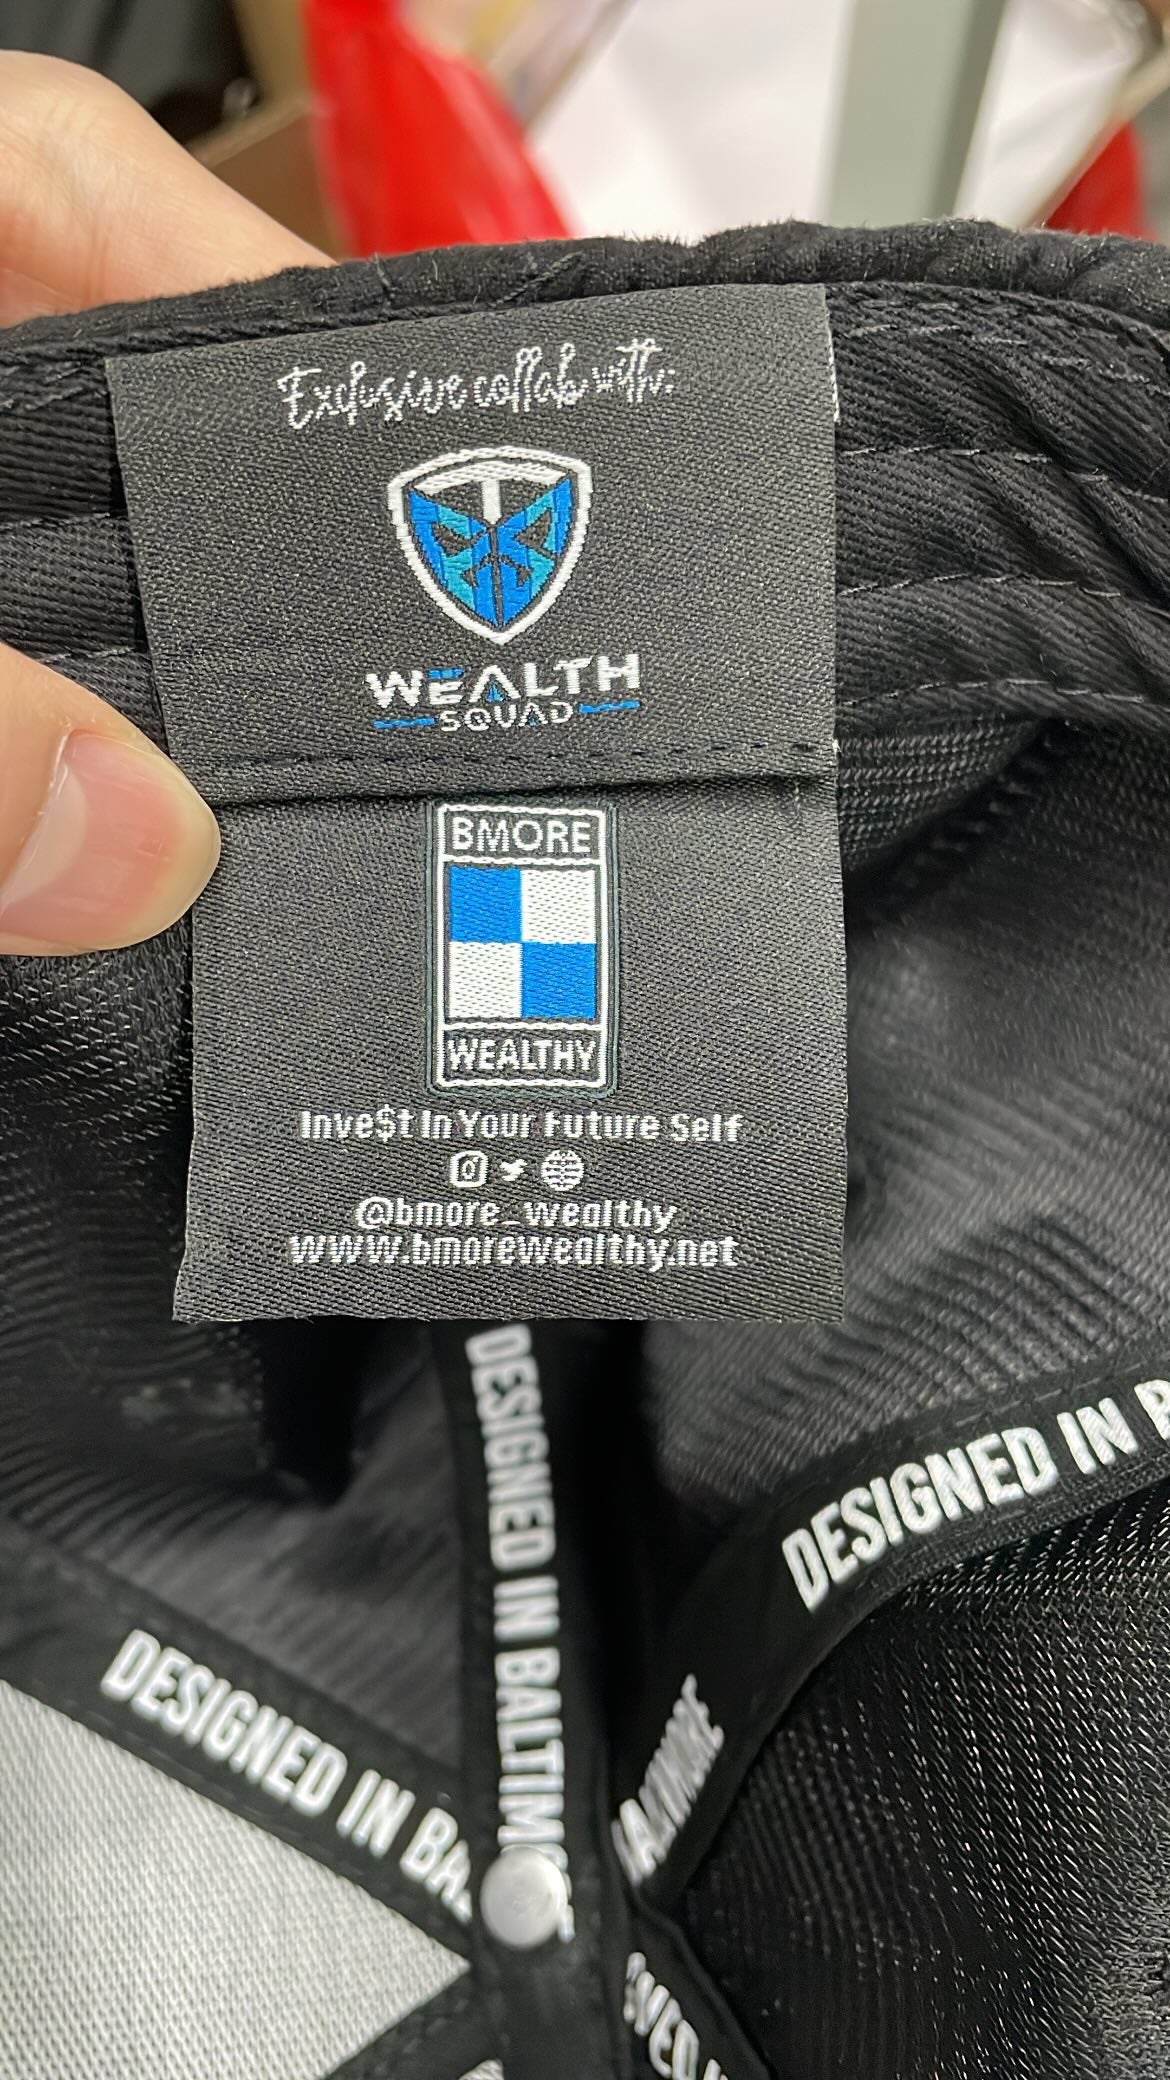 Exclusive collab with:
WEALTH
SQUAD
BMORE
WEALTHY
Inve$t In Your Future Self
@bmore_wealthy
www.bmorewealthy.net
DESIGNED IN BALTIMORE
DESIGNED IN B
DESIGNED IN BA
BALTIMORE